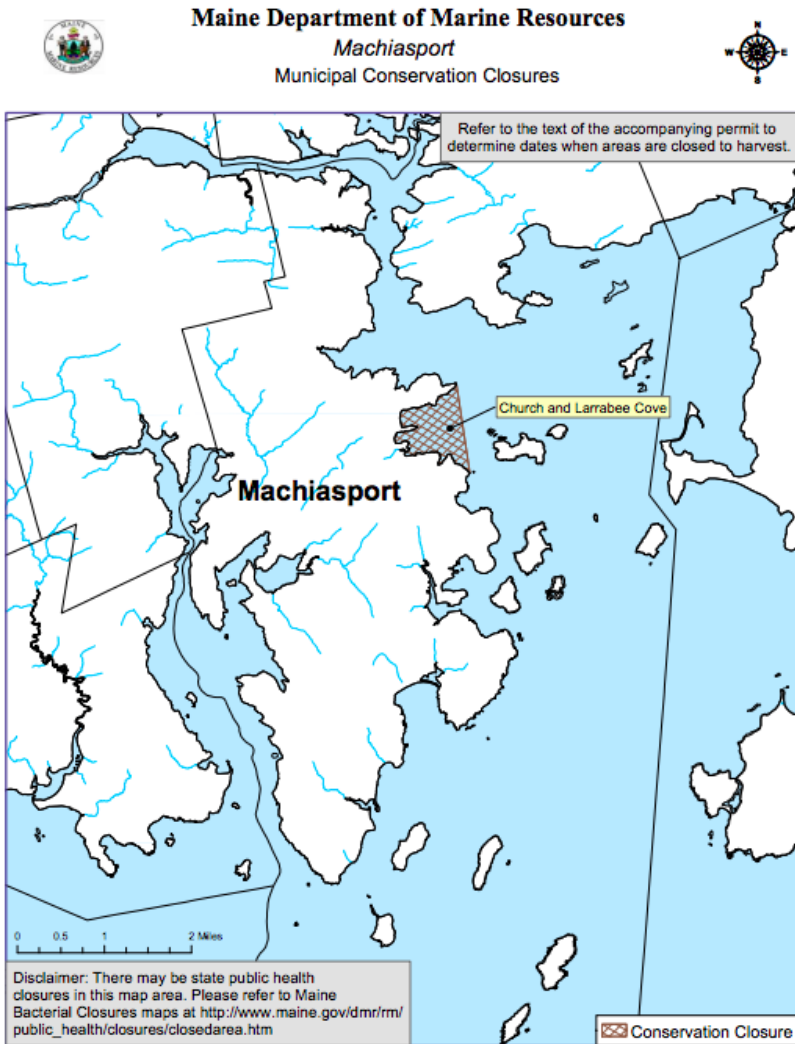 Maine Department of Marine Resources
Machiasport
Municipal Conservation Closures
N
W
E
S
Refer to the text of the accompanying permit to
determine dates when areas are closed to harvest.
Church and Larrabee Cove
Machiasport
0 0.5 1 2 Miles
Disclaimer: There may be state public health
closures in this map area. Please refer to Maine
Bacterial Closures maps at http://www.maine.gov/dmr/rm/
public_health/closures/closedarea.htm
Conservation Closure